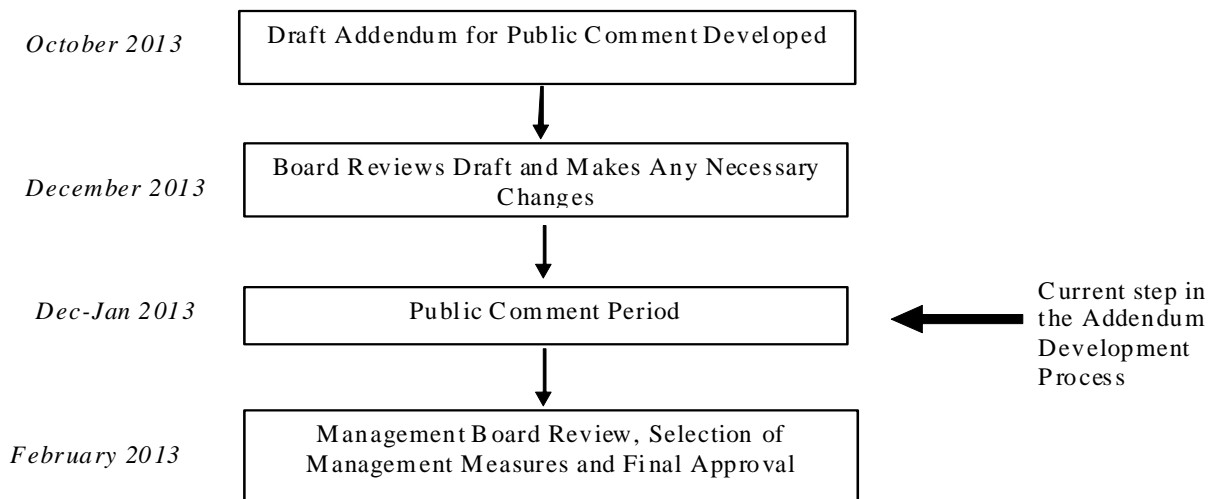 October 2013
Draft Addendum for Public Comment Developed
December 2013
Board Reviews Draft and Makes Any Necessary
Changes
Dec-Jan 2013
Public Comment Period
Current step in
the Addendum
Development
Process
February 2013
Management Board Review, Selection of
Management Measures and Final Approval